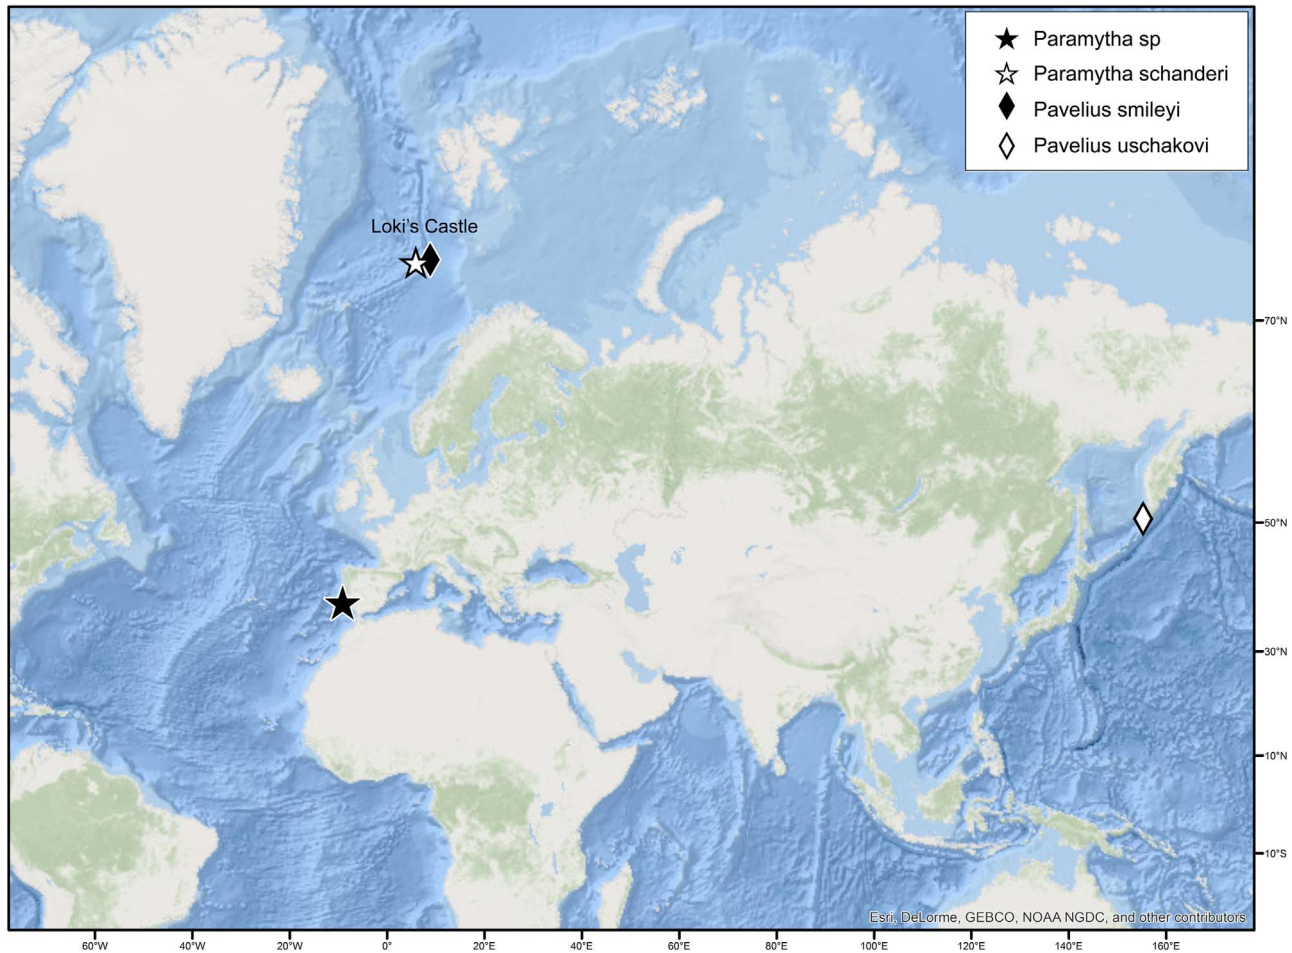 Paramytha sp
Paramytha schanderi
Pavelius smileyi
Pavelius uschakovi
Loki's Castle
70°N
50°N
30°N
10°N
10°S
Esri, DeLorme, GEBCO, NOAA NGDC, and other contributors
60°W 40°W 20°W 0° 20°E 40°E 60°E 80°E 100°E 120°E 140°E 160°E